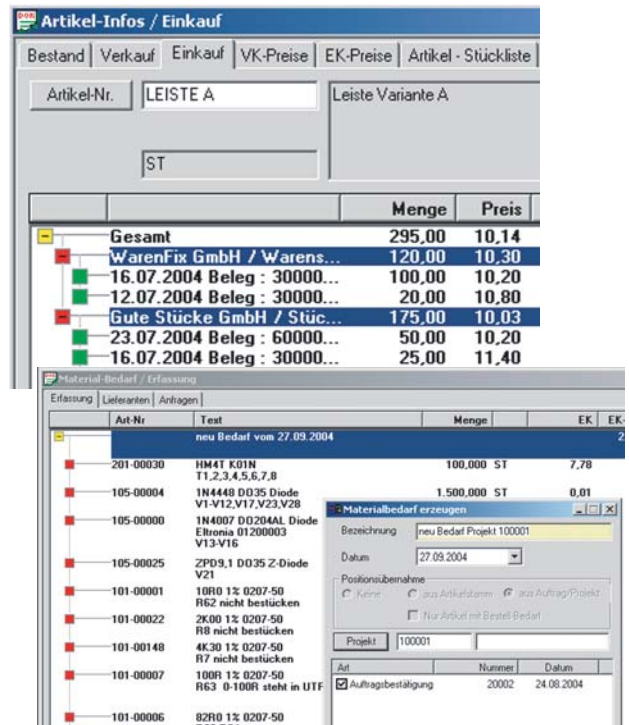 Artikel-Infos / Einkauf
Bestand Verkauf Einkauf VK-Preise EK-Preise Artikel - Stückliste
Artikel-Nr. LEISTE A Leiste Variante A
ST
Menge Preis
Gesamt 295,00 10,14
WarenFix GmbH / Warens... 120,00 10,30
16.07.2004 Beleg : 30000... 100,00 10,20
12.07.2004 Beleg : 30000... 20,00 10,80
Gute Stücke GmbH / Stüc... 175,00 10,03
23.07.2004 Beleg : 60000... 50,00 10,20
16.07.2004 Beleg : 30000... 25,00 11,40
Material-Bedarf / Erfassung
Erfassung Lieferanten Anfragen
Art-Nr Text Menge EK EK-
neu Bedarf vom 27.09.2004 2
201-00030 HM4T K01N 100,000 ST 7,78
T1,2,3,4,5,6,7,8
105-00004 1N4448 DO35 Diode 1.500,000 ST 0,01
V1-V12,V17,V23,V28
105-00000 1N4007 DO204AL Diode
Eltronia 01200003
V13-V16
105-00025 ZPD9,1 DO35 Z-Diode
V21
101-00001 10R0 1% 0207-50
R62 nicht bestücken
101-00022 2K00 1% 0207-50
R8 nicht bestücken
101-00148 4K30 1% 0207-50
R7 nicht bestücken
101-00007 100R 1% 0207-50
R63 0-100R steht in UTF
101-00006 82R0 1% 0207-50
Materialbedarf erzeugen
Bezeichnung neu Bedarf Projekt 100001
Datum 27.09.2004
Positionsübernahme
Keine aus Artikelstamm aus Auftrag/Projekt
Nur Artikel mit Bestell-Bedarf
Projekt 100001
Art Nummer Datum
Auftragsbestätigung 20002 24.08.2004